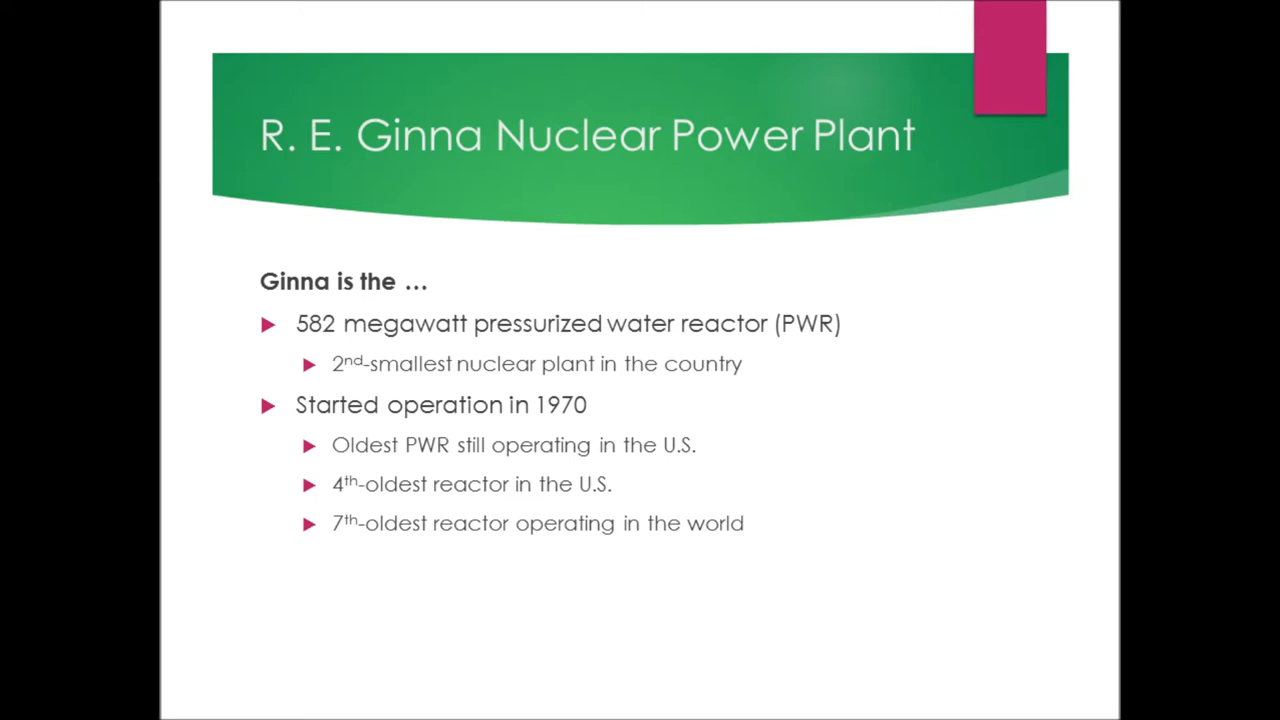 R. E. Ginna Nuclear Power Plant
Ginna is the …
582 megawatt pressurized water reactor (PWR)
2nd-smallest nuclear plant in the country
Started operation in 1970
Oldest PWR still operating in the U.S.
4th-oldest reactor in the U.S.
7th-oldest reactor operating in the world